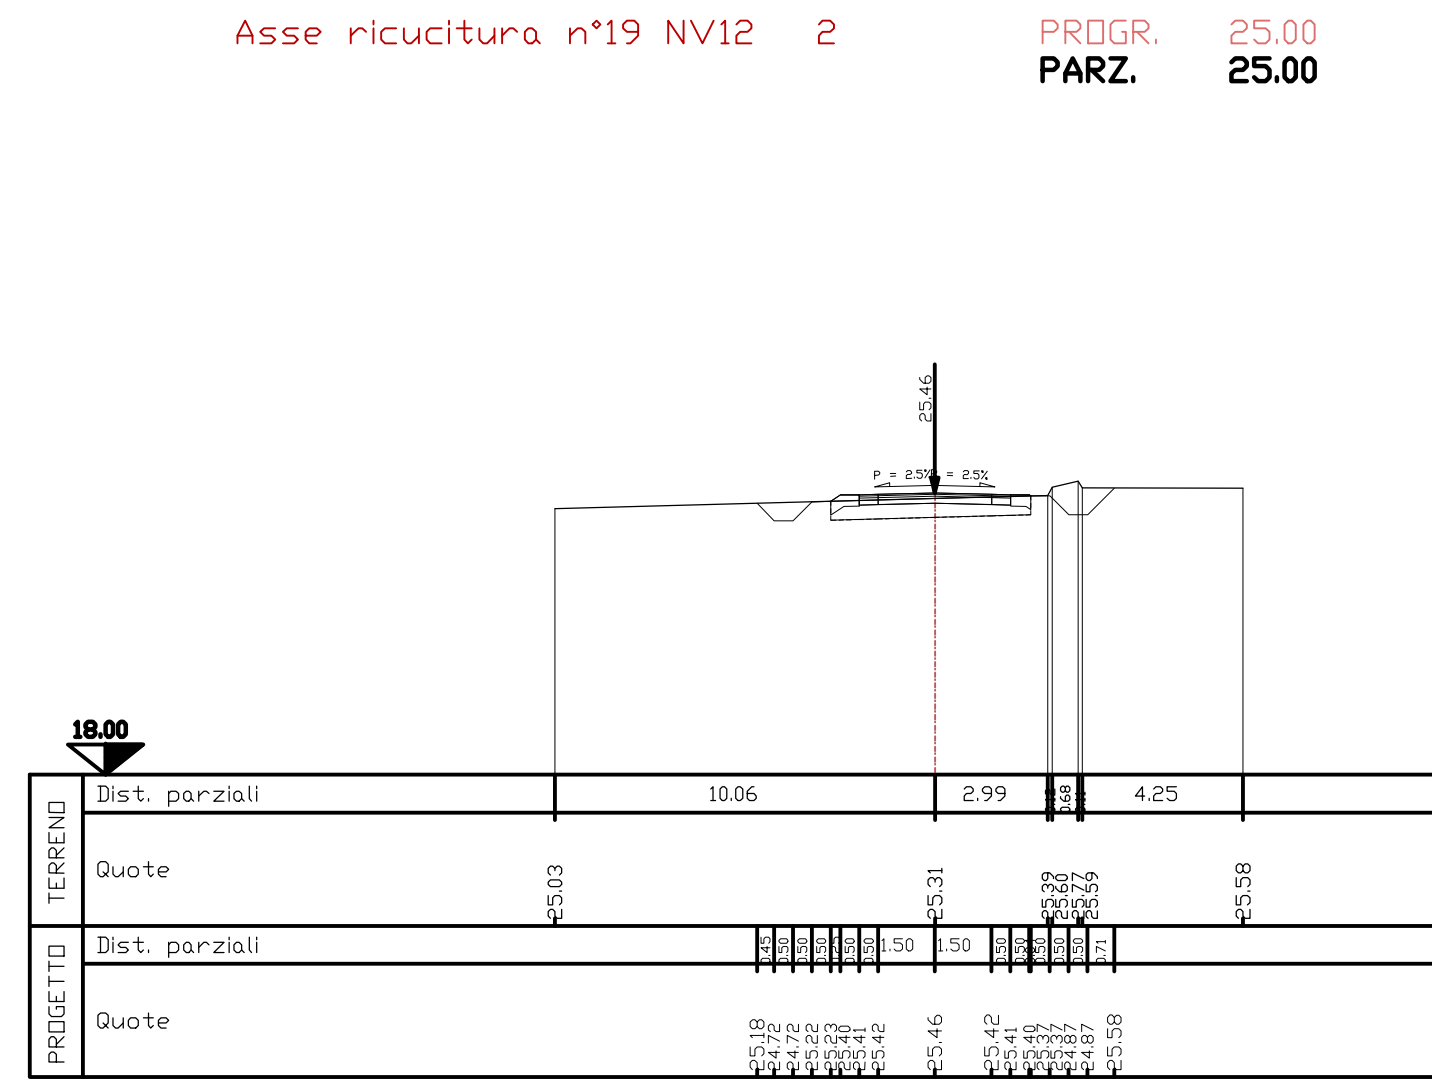 Asse ricucitura n°19 NV12 2 PROGR. 25.00
PARZ. 25.00
25.46
P = 2.5% = 2.5%
18.00
TERRENO
Dist. parziali 10.06 2.99 0.68 4.25
Quote 25.03 25.31 25.39 25.60 25.77 25.59 25.58
PROGETTO
Dist. parziali 0.45 0.50 0.50 0.50 0.25 0.50 0.50 1.50 1.50 0.50 0.50 0.50 0.50 0.50 0.71
Quote 25.18 24.72 24.72 25.22 25.23 25.40 25.41 25.42 25.46 25.42 25.41 25.40 25.37 25.37 24.87 24.87 25.58